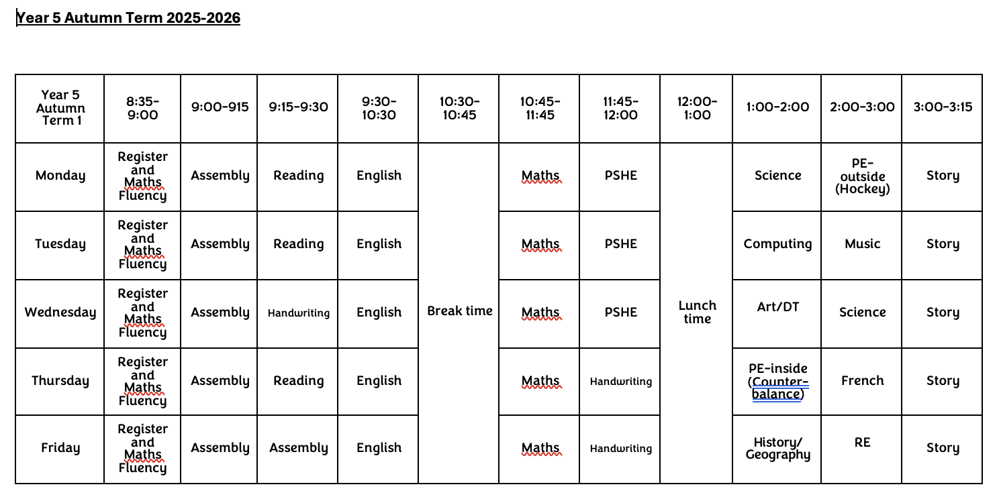 Year 5 Autumn Term 2025-2026
Year 5
Autumn
Term 1
8:35-
9:00
9:00-915
9:15-9:30
9:30-
10:30
10:30-
10:45
10:45-
11:45
11:45-
12:00
12:00-
1:00
1:00-2:00
2:00-3:00
3:00-3:15
Monday
Register
and
Maths
Fluency
Assembly
Reading
English
Break time
Maths
PSHE
Lunch
time
Science
PE-
outside
(Hockey)
Story
Tuesday
Register
and
Maths
Fluency
Assembly
Reading
English
Maths
PSHE
Computing
Music
Story
Wednesday
Register
and
Maths
Fluency
Assembly
Handwriting
English
Maths
PSHE
Art/DT
Science
Story
Thursday
Register
and
Maths
Fluency
Assembly
Reading
English
Maths
Handwriting
PE-inside
(Counter-
balance)
French
Story
Friday
Register
and
Maths
Fluency
Assembly
Assembly
English
Maths
Handwriting
History/
Geography
RE
Story